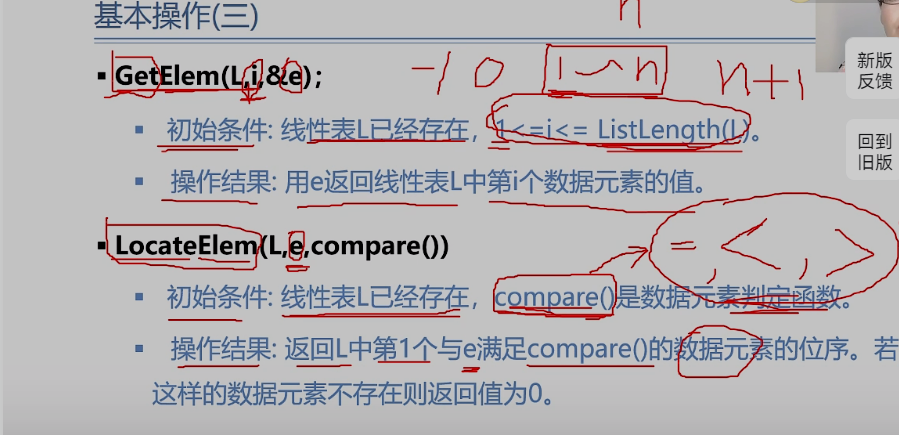 基本操作(三)
n
GetElem(L,i,&e);
-1 0 1~n n+1
初始条件: 线性表L已经存在，1<=i<= ListLength(L)。
操作结果: 用e返回线性表L中第i个数据元素的值。
LocateElem(L,e,compare())
= , < , >
初始条件: 线性表L已经存在，compare()是数据元素判定函数。
操作结果: 返回L中第1个与e满足compare()的数据元素的位序。若
这样的数据元素不存在则返回值为0。
新版
反馈
回到
旧版